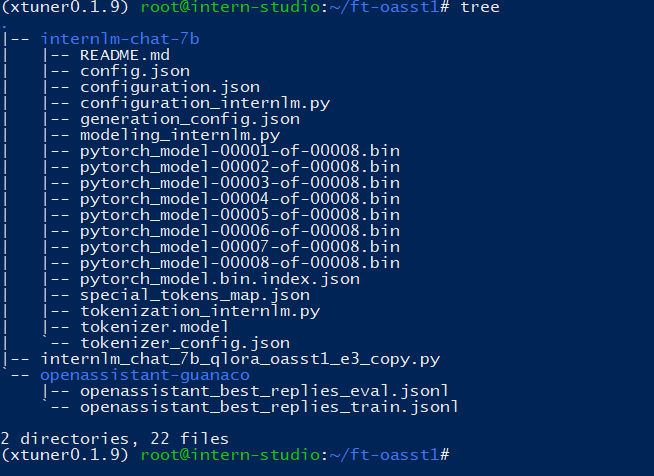 (xtuner0.1.9) root@intern-studio:~/ft-oasst1# tree
.
|-- internlm-chat-7b
|   |-- README.md
|   |-- config.json
|   |-- configuration.json
|   |-- configuration_internlm.py
|   |-- generation_config.json
|   |-- modeling_internlm.py
|   |-- pytorch_model-00001-of-00008.bin
|   |-- pytorch_model-00002-of-00008.bin
|   |-- pytorch_model-00003-of-00008.bin
|   |-- pytorch_model-00004-of-00008.bin
|   |-- pytorch_model-00005-of-00008.bin
|   |-- pytorch_model-00006-of-00008.bin
|   |-- pytorch_model-00007-of-00008.bin
|   |-- pytorch_model-00008-of-00008.bin
|   |-- pytorch_model.bin.index.json
|   |-- special_tokens_map.json
|   |-- tokenization_internlm.py
|   |-- tokenizer.model
|   `-- tokenizer_config.json
|-- internlm_chat_7b_qlora_oasst1_e3_copy.py
`-- openassistant-guanaco
    |-- openassistant_best_replies_eval.jsonl
    `-- openassistant_best_replies_train.jsonl

2 directories, 22 files
(xtuner0.1.9) root@intern-studio:~/ft-oasst1#